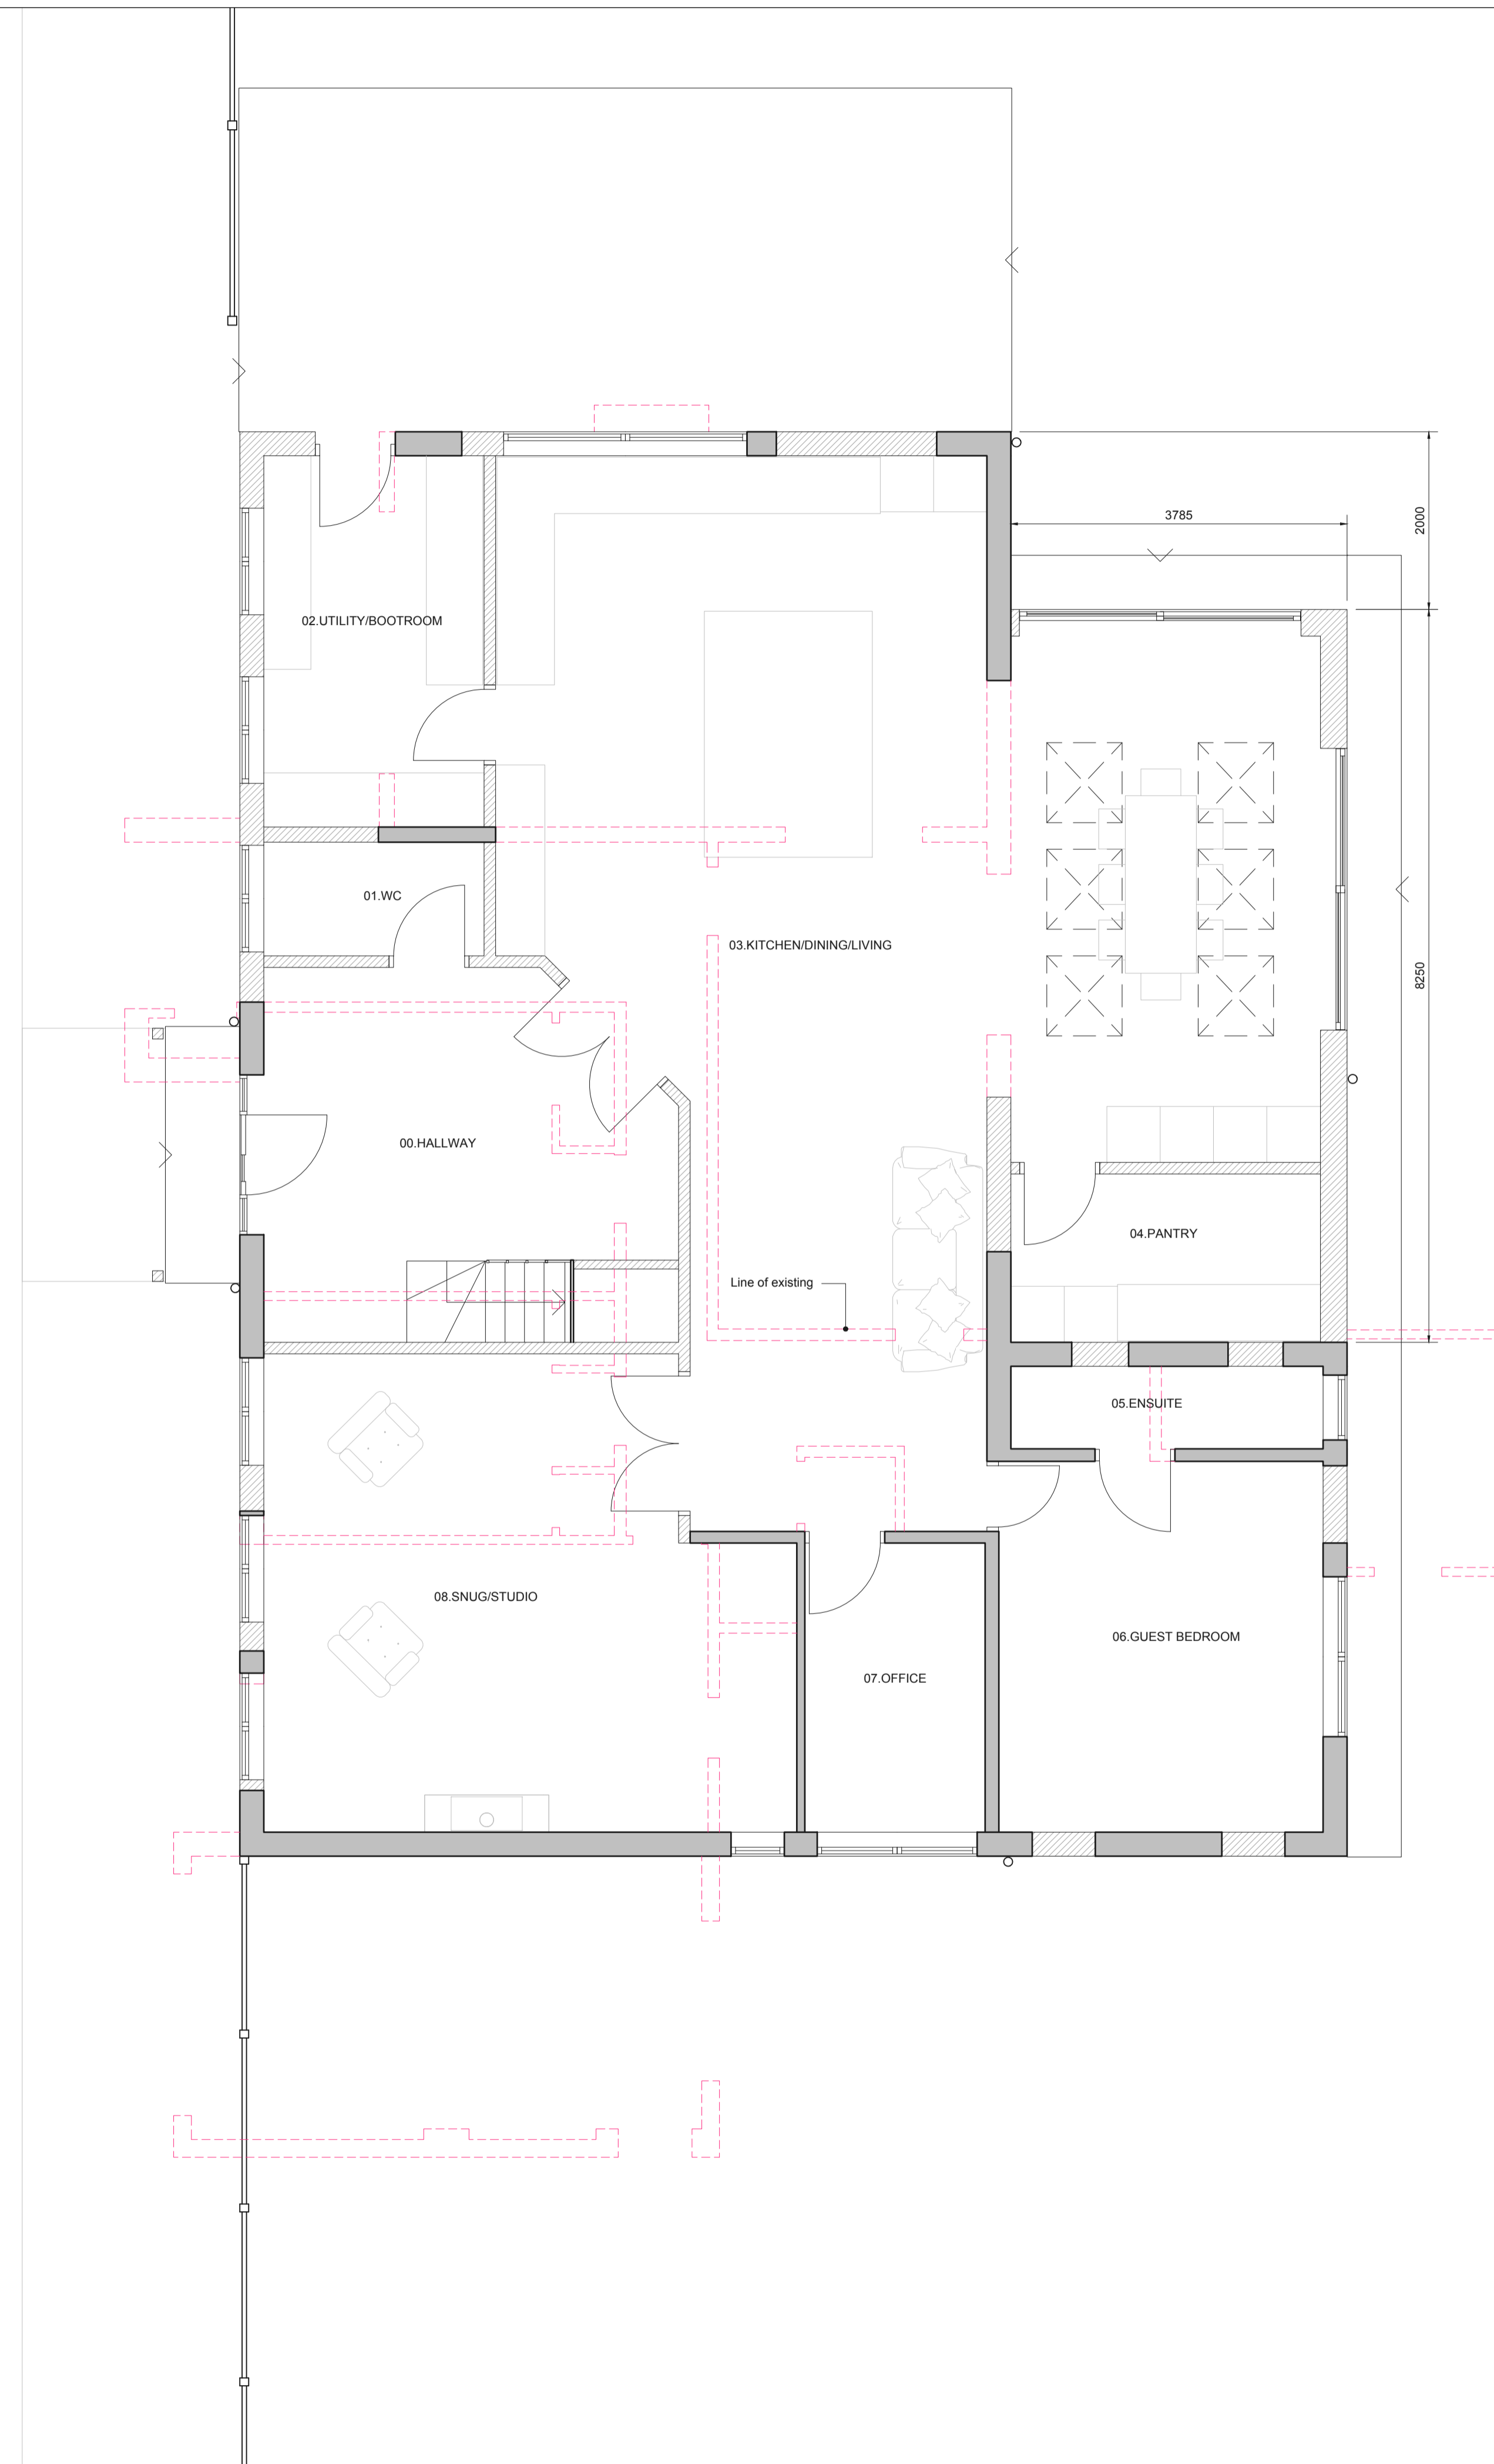 3785
2000
02.UTILITY/BOOTROOM
01.WC
03.KITCHEN/DINING/LIVING
8250
00.HALLWAY
04.PANTRY
Line of existing
05.ENSUITE
08.SNUG/STUDIO
06.GUEST BEDROOM
07.OFFICE